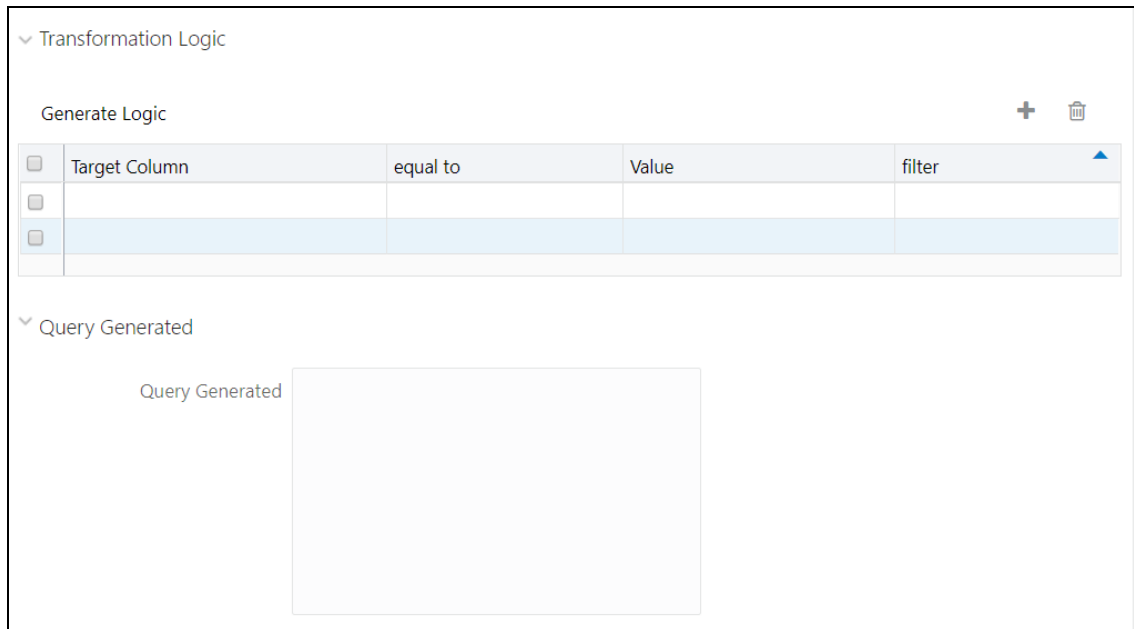 Transformation Logic
Generate Logic
Target Column equal to Value filter
Query Generated
Query Generated